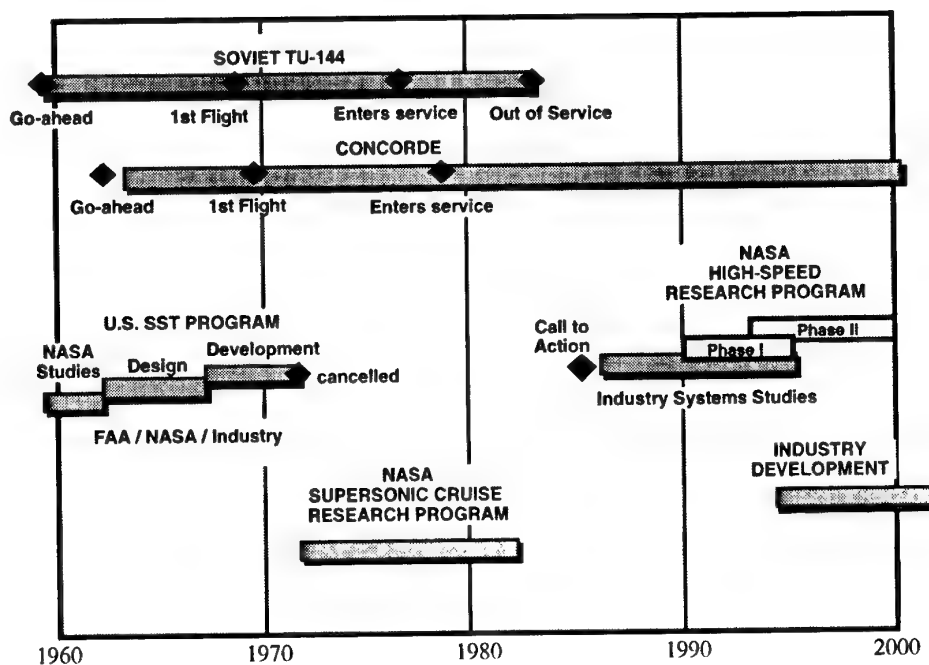 SOVIET TU-144
Go-ahead
1st Flight
Enters service
Out of Service
CONCORDE
Go-ahead
1st Flight
Enters service
NASA
HIGH-SPEED
RESEARCH PROGRAM
Phase II
Phase I
Call to
Action
Industry Systems Studies
U.S. SST PROGRAM
NASA
Studies
Design
Development
cancelled
FAA / NASA / Industry
INDUSTRY
DEVELOPMENT
NASA
SUPERSONIC CRUISE
RESEARCH PROGRAM
1960
1970
1980
1990
2000